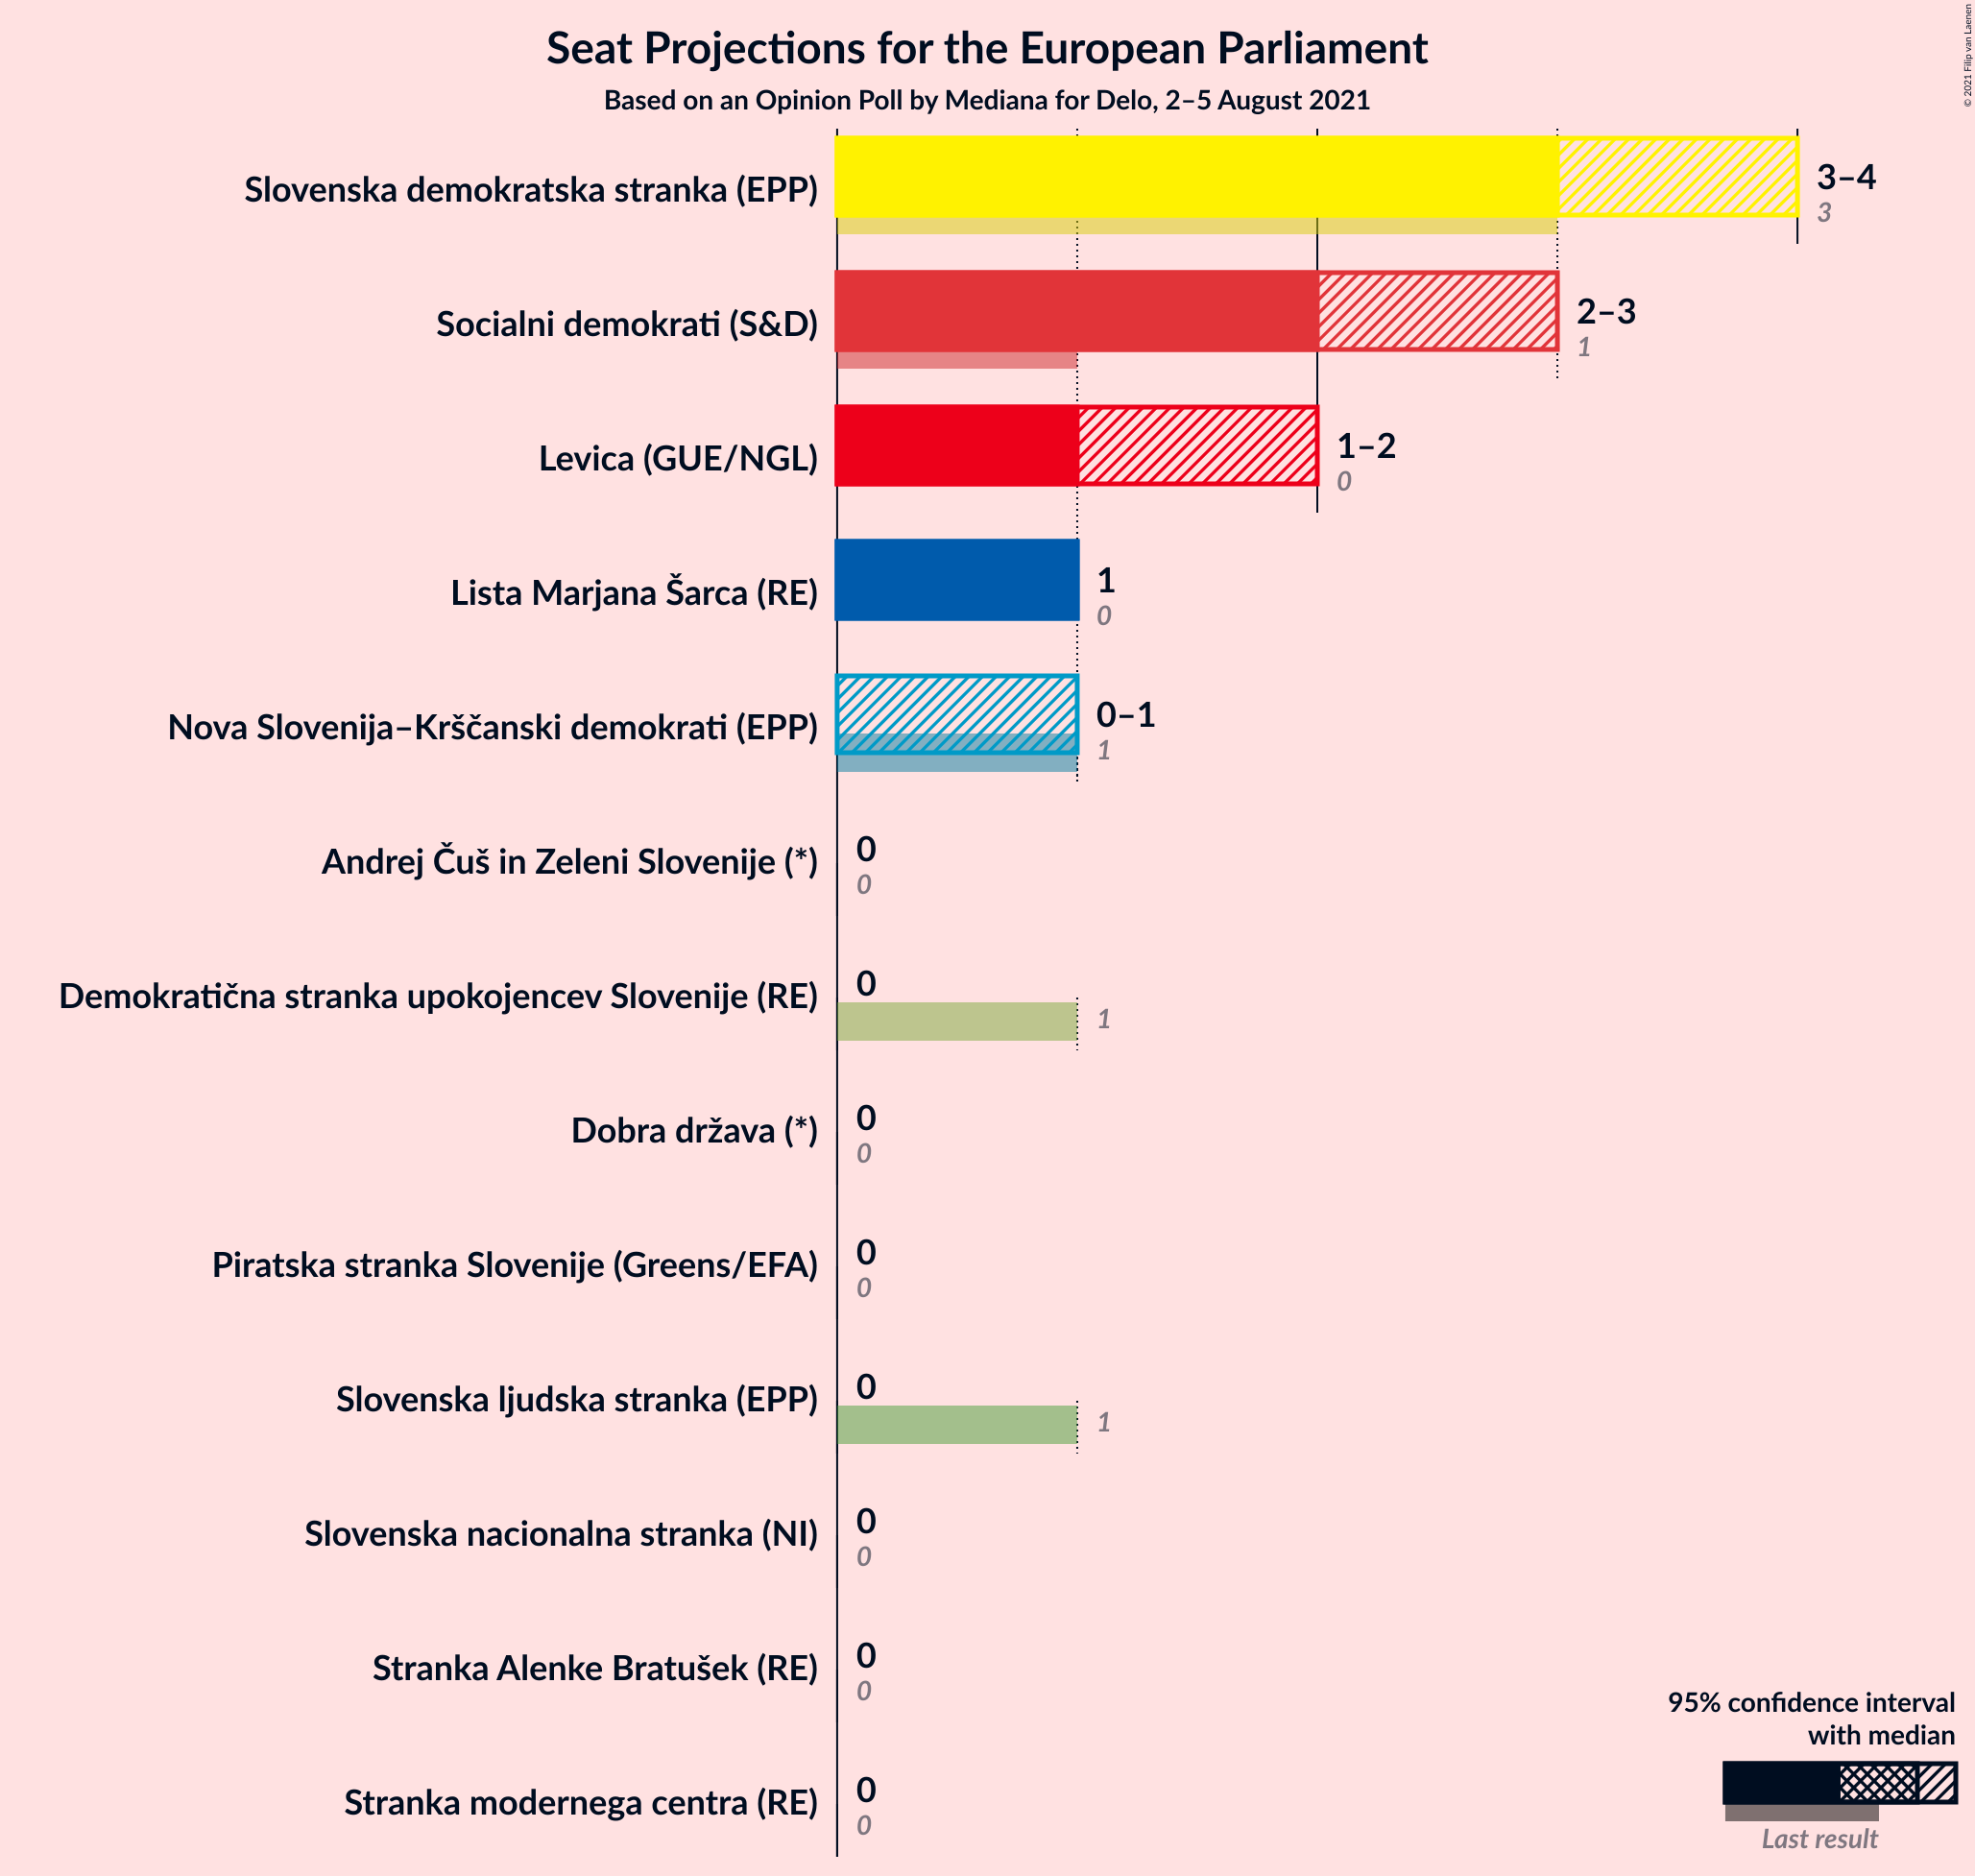 Seat Projections for the European Parliament
Based on an Opinion Poll by Mediana for Delo, 2–5 August 2021
© 2021 Filip van Laenen
Slovenska demokratska stranka (EPP)
3–4
3
Socialni demokrati (S&D)
2–3
1
Levica (GUE/NGL)
1–2
0
Lista Marjana Šarca (RE)
1
0
Nova Slovenija–Krščanski demokrati (EPP)
0–1
1
Andrej Čuš in Zeleni Slovenije (*)
0
0
Demokratična stranka upokojencev Slovenije (RE)
0
1
Dobra država (*)
0
0
Piratska stranka Slovenije (Greens/EFA)
0
0
Slovenska ljudska stranka (EPP)
0
1
Slovenska nacionalna stranka (NI)
0
0
Stranka Alenke Bratušek (RE)
0
0
Stranka modernega centra (RE)
0
0
95% confidence interval
with median
Last result